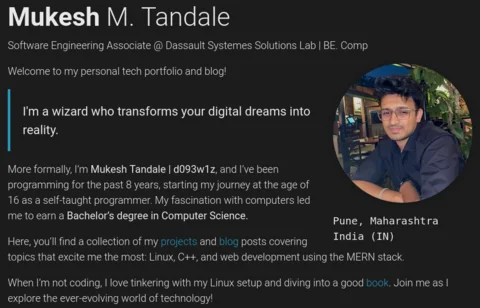 Mukesh M. Tandale
Software Engineering Associate @ Dassault Systemes Solutions Lab | BE. Comp
Welcome to my personal tech portfolio and blog!
I'm a wizard who transforms your digital dreams into
reality.
More formally, I'm Mukesh Tandale | d093w1z, and I've been
programming for the past 8 years, starting my journey at the age of
16 as a self-taught programmer. My fascination with computers led
me to earn a Bachelor's degree in Computer Science.
Pune, Maharashtra
India (IN)
Here, you'll find a collection of my projects and blog posts covering
topics that excite me the most: Linux, C++, and web development using the MERN stack.
When I'm not coding, I love tinkering with my Linux setup and diving into a good book. Join me as I
explore the ever-evolving world of technology!